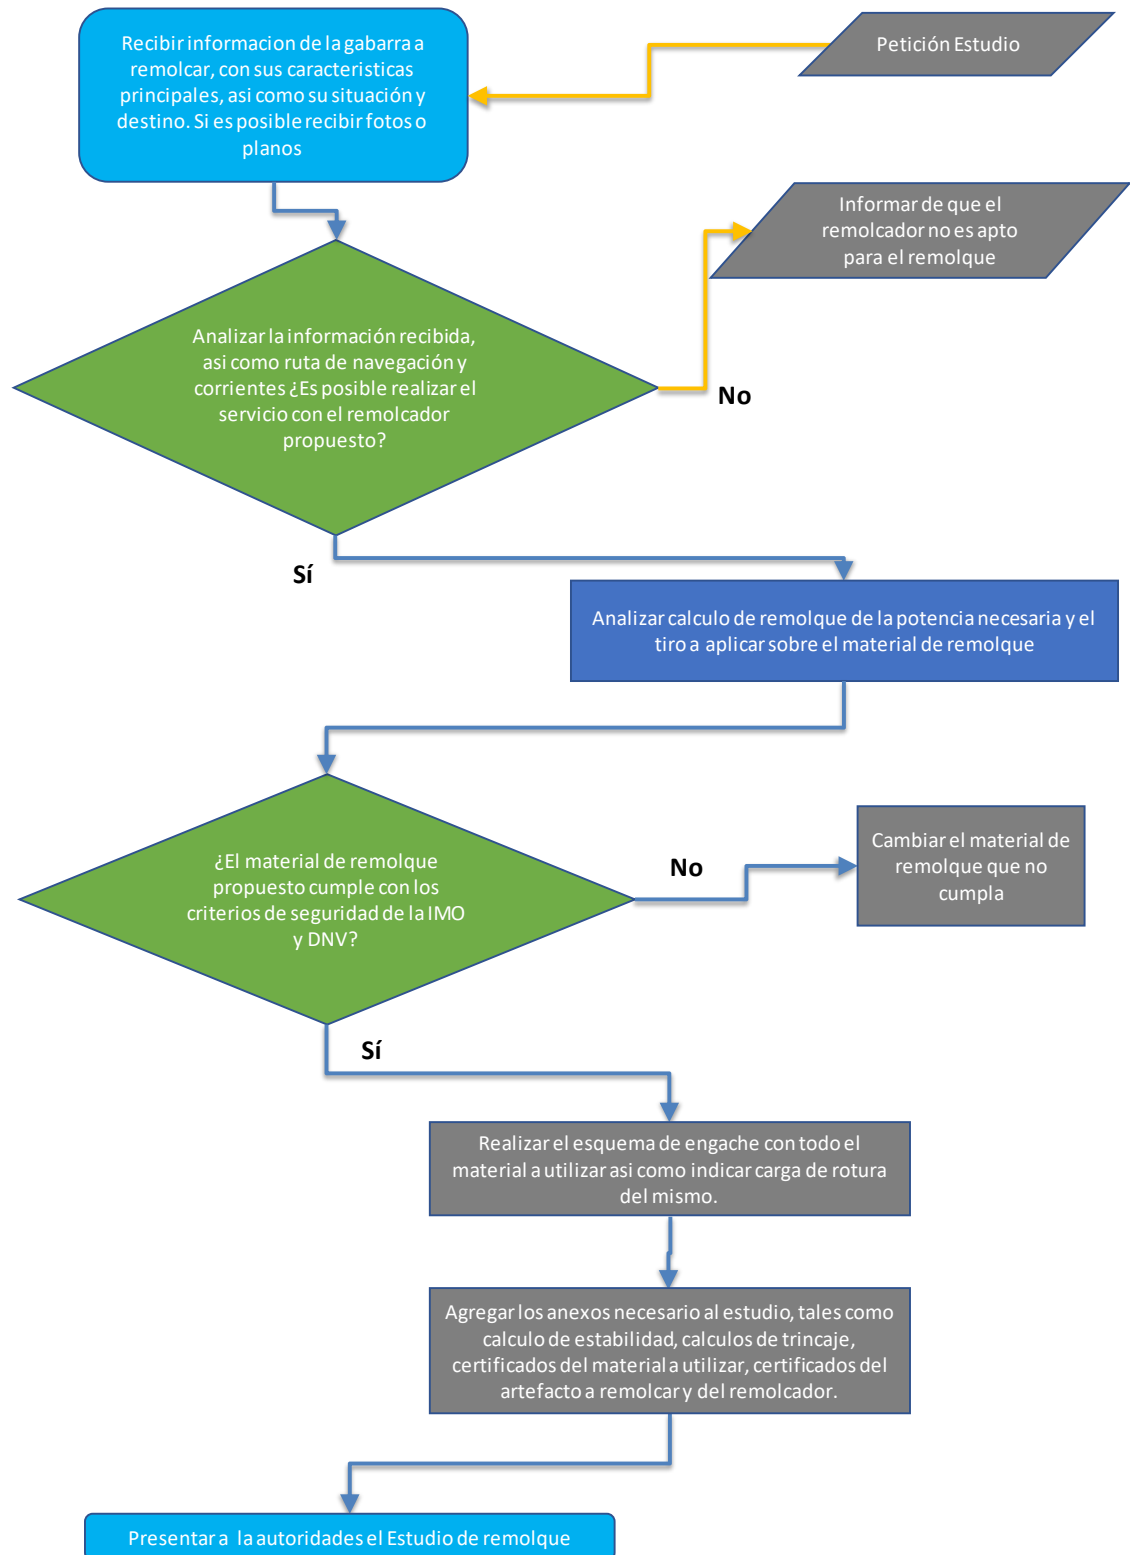 Petición Estudio
Recibir informacion de la gabarra a
remolcar, con sus caracteristicas
principales, asi como su situación y
destino. Si es posible recibir fotos o
planos
Informar de que el
remolcador no es apto
para el remolque
Analizar la información recibida,
asi como ruta de navegación y
corrientes ¿Es posible realizar el
servicio con el remolcador
propuesto?
No
Sí
Analizar calculo de remolque de la potencia necesaria y el
tiro a aplicar sobre el material de remolque
¿El material de remolque
propuesto cumple con los
criterios de seguridad de la IMO
y DNV?
No
Cambiar el material de
remolque que no
cumpla
Sí
Realizar el esquema de engache con todo el
material a utilizar asi como indicar carga de rotura
del mismo.
Agregar los anexos necesario al estudio, tales como
calculo de estabilidad, calculos de trincaje,
certificados del material a utilizar, certificados del
artefacto a remolcar y del remolcador.
Presentar a la autoridades el Estudio de remolque